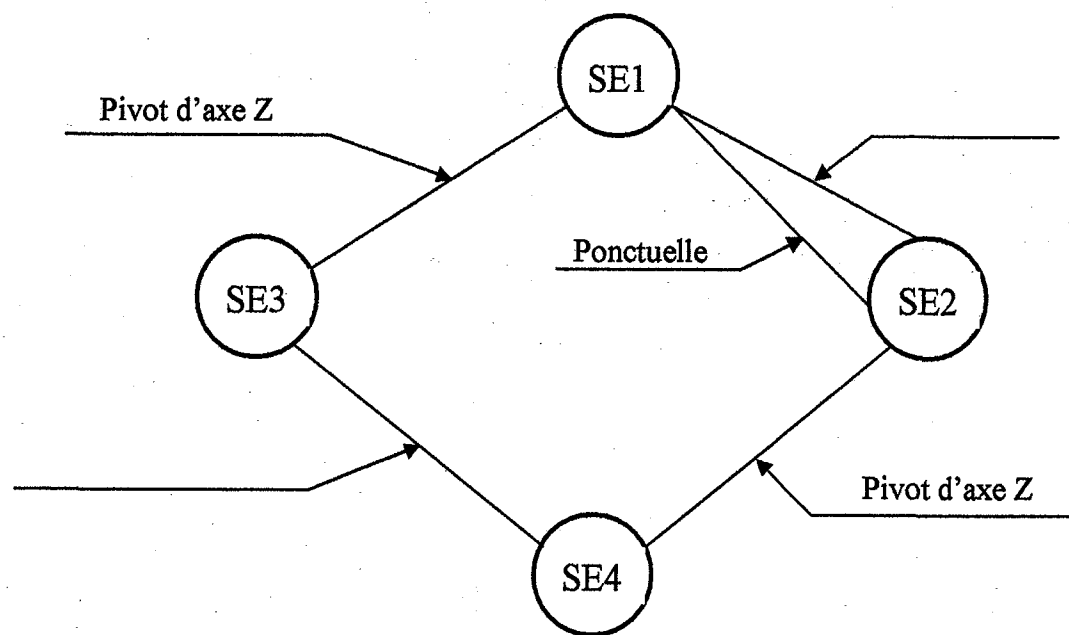 SE1
Pivot d'axe Z
Ponctuelle
SE3
SE2
Pivot d'axe Z
SE4